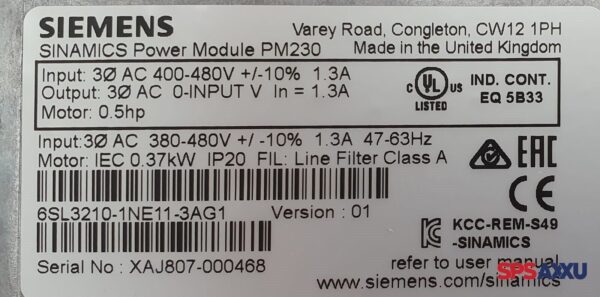 SIEMENS
Varey Road, Congleton, CW12 1PH
SINAMICS Power Module PM230
Made in the United Kingdom
Input: 3Ø AC 400-480V +/-10% 1.3A
Output: 3Ø AC 0-INPUT V In = 1.3A
Motor: 0.5hp
C UL US
LISTED
IND. CONT.
EQ 5B33
Input:3Ø AC 380-480V +/ -10% 1.3A 47-63Hz
Motor: IEC 0.37kW IP20 FIL: Line Filter Class A
EAC
CE
6SL3210-1NE11-3AG1 Version : 01
KCC-REM-S49
-SINAMICS
Serial No : XAJ807-000468
refer to user manual
www.siemens.com/sinamics
SPS AXXU